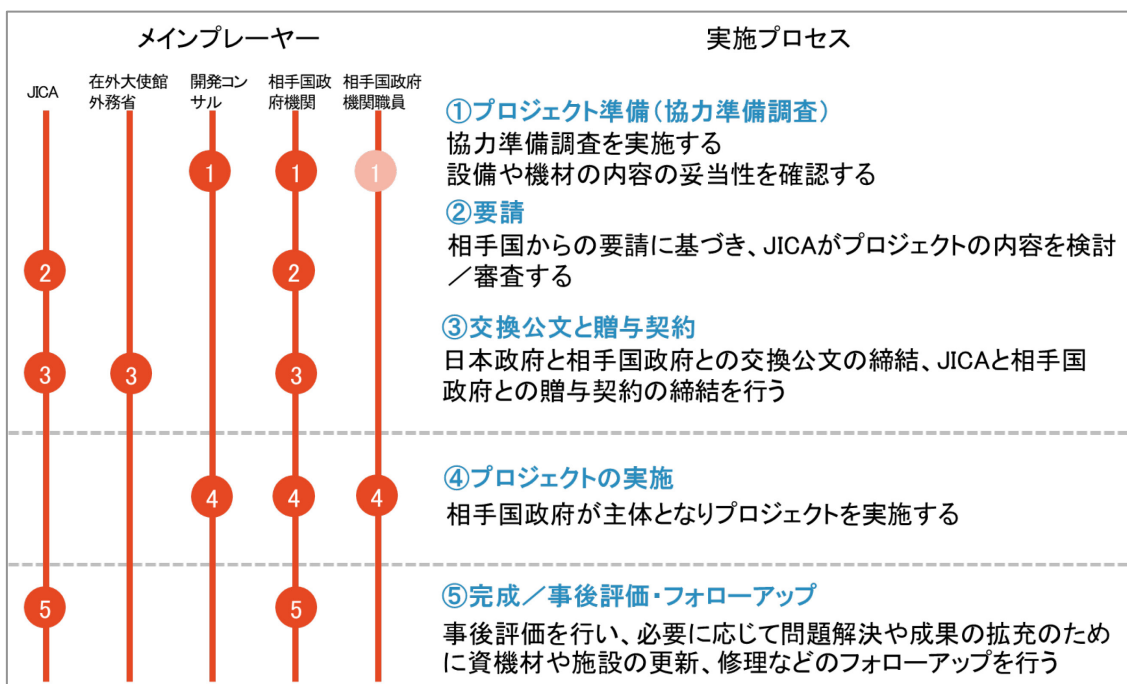 メインプレーヤー
実施プロセス
JICA
在外大使館
外務省
開発コン
サル
相手国政
府機関
相手国政府
機関職員
①プロジェクト準備(協力準備調査)
協力準備調査を実施する
設備や機材の内容の妥当性を確認する
1 1 1
②要請
相手国からの要請に基づき、JICAがプロジェクトの内容を検討
／審査する
2 2
③交換公文と贈与契約
日本政府と相手国政府との交換公文の締結、JICAと相手国
政府との贈与契約の締結を行う
3 3 3
④プロジェクトの実施
相手国政府が主体となりプロジェクトを実施する
4 4 4
⑤完成／事後評価・フォローアップ
事後評価を行い、必要に応じて問題解決や成果の拡充のため
に資機材や施設の更新、修理などのフォローアップを行う
5 5